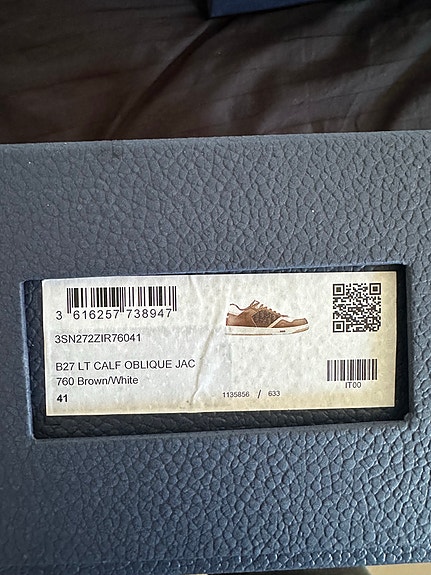 3 616257 738947
3SN272ZIR76041
B27 LT CALF OBLIQUE JAC
760 Brown/White
41
1135856 / 633
IT00